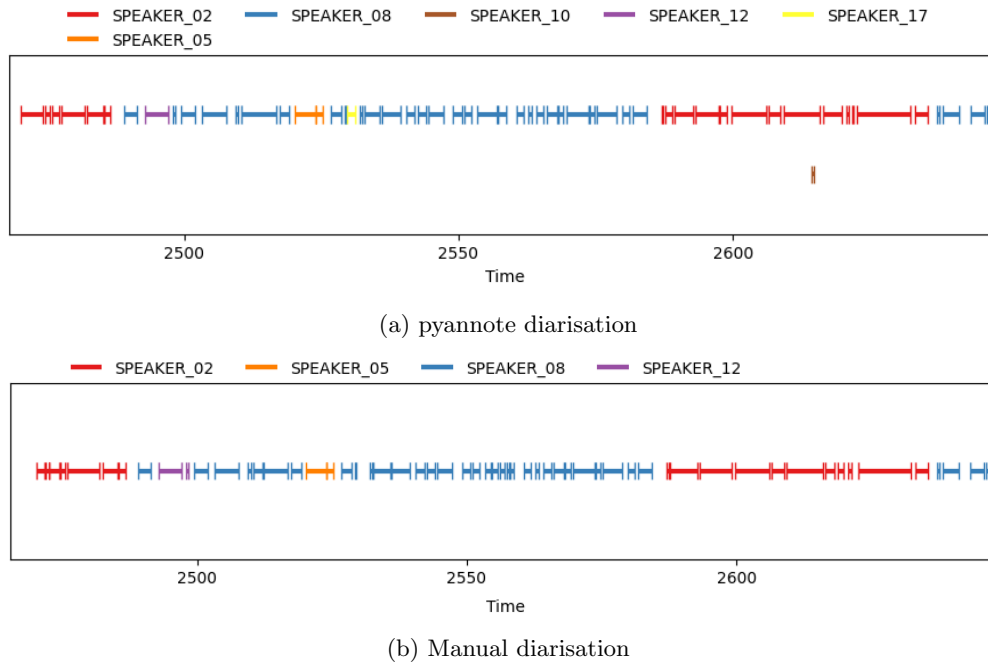 SPEAKER_02 SPEAKER_08 SPEAKER_10 SPEAKER_12 SPEAKER_17
SPEAKER_05
2500 2550 2600
Time
(a) pyannote diarisation
SPEAKER_02 SPEAKER_05 SPEAKER_08 SPEAKER_12
2500 2550 2600
Time
(b) Manual diarisation